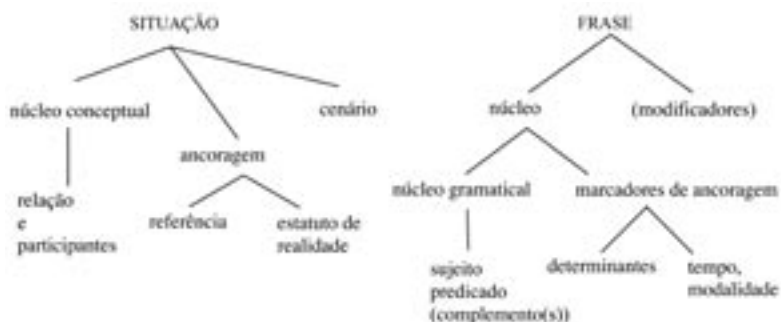 SITUAÇÃO
núcleo conceptual
cenário
ancoragem
relação
e
participantes
referência
estatuto de
realidade
FRASE
núcleo
(modificadores)
núcleo gramatical
marcadores de ancoragem
sujeito
predicado
(complemento(s))
determinantes
tempo,
modalidade